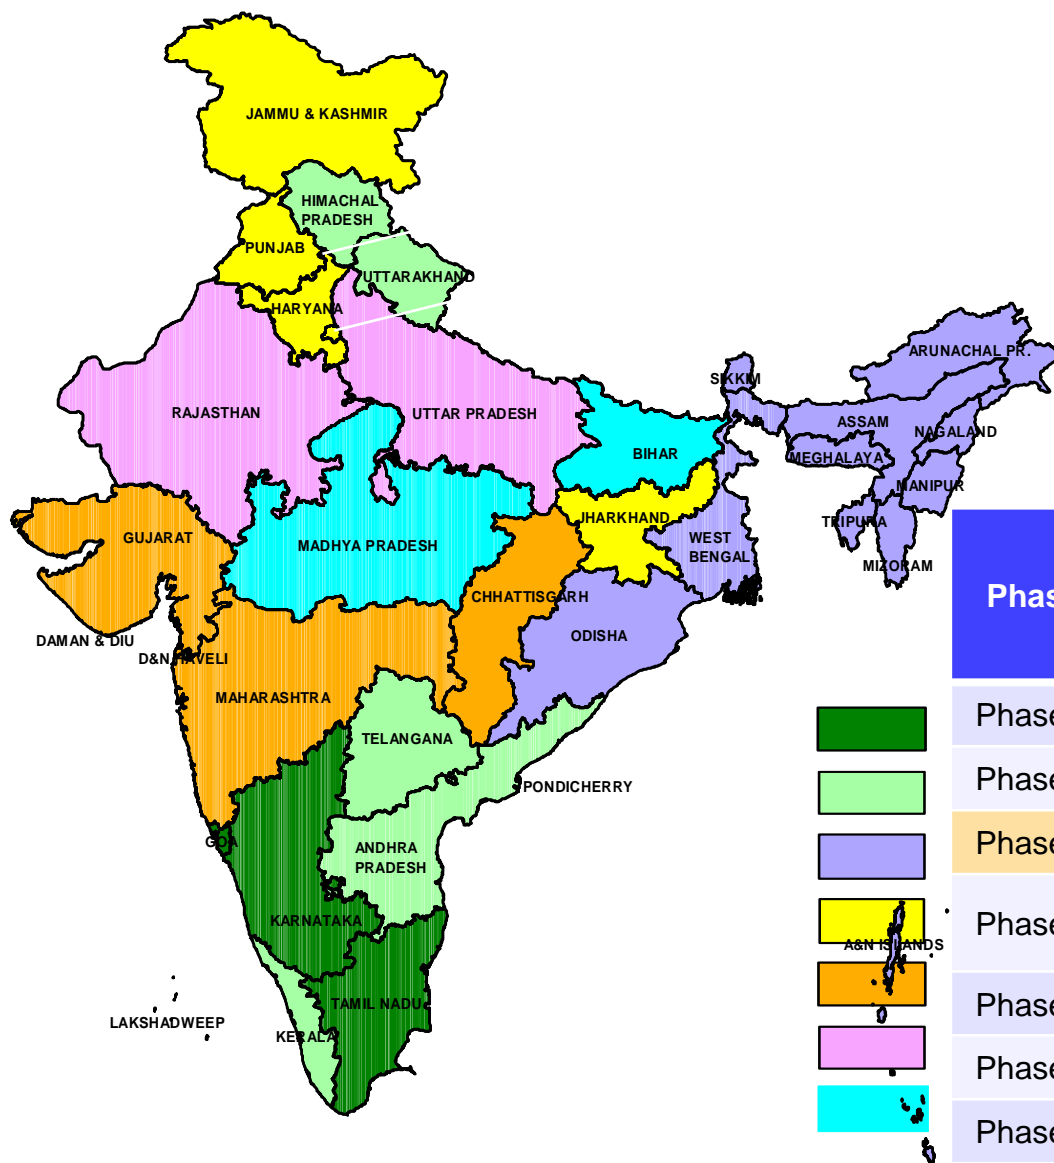 JAMMU & KASHMIR
HIMACHAL
PRADESH
PUNJAB
UTTARAKHAND
HARYANA
RAJASTHAN
UTTAR PRADESH
SIKKIM
ARUNACHAL PR.
ASSAM
NAGALAND
MEGHALAYA
MANIPUR
TRIPURA
MIZORAM
BIHAR
JHARKHAND
WEST
BENGAL
GUJARAT
MADHYA PRADESH
CHHATTISGARH
ODISHA
DAMAN & DIU
D&N HAVELI
MAHARASHTRA
TELANGANA
PONDICHERRY
GOA
ANDHRA
PRADESH
KARNATAKA
TAMIL NADU
KERALA
LAKSHADWEEP
A&N ISLANDS
Phas
Phase
Phase
Phase
Phase
Phase
Phase
Phase